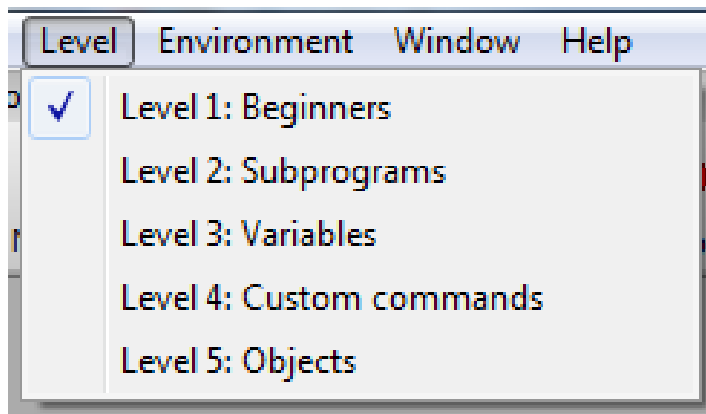 Level Environment Window Help
Level 1: Beginners
Level 2: Subprograms
Level 3: Variables
Level 4: Custom commands
Level 5: Objects